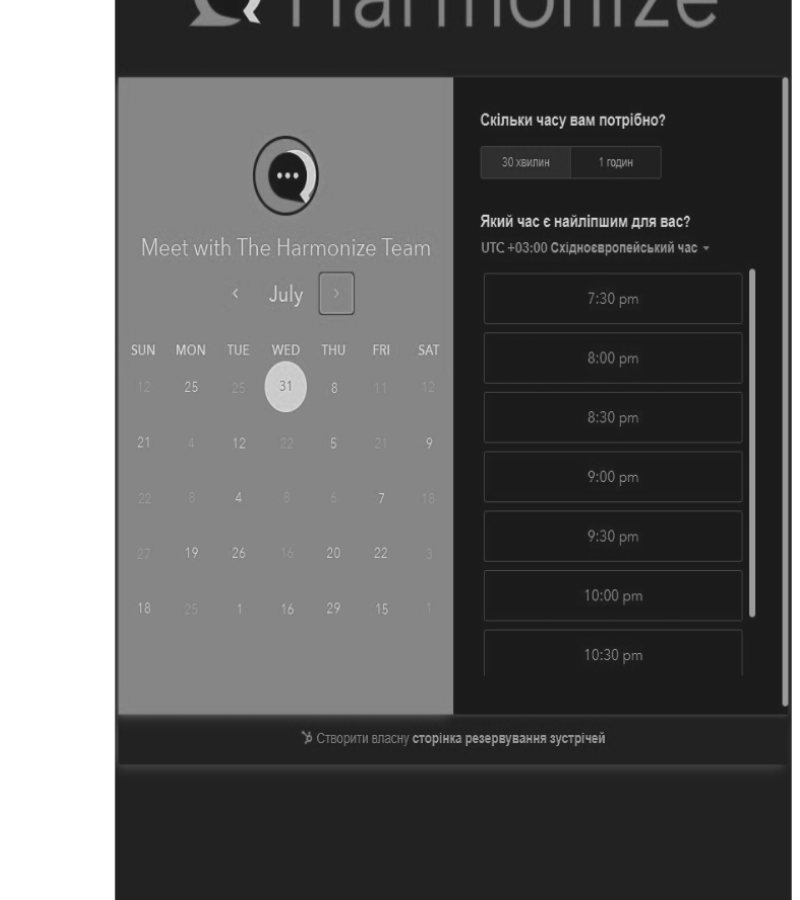 Harmonize
Meet with The Harmonize Team
‹ July ›
SUN MON TUE WED THU FRI SAT
12 25 25 31 8 11 12
21 4 12 22 5 21 9
22 8 4 8 6 7 18
27 19 26 16 20 22 3
18 25 1 16 29 15 1
Скільки часу вам потрібно?
30 хвилин 1 годин
Який час є найліпшим для вас?
UTC +03:00 Східноєвропейський час
7:30 pm
8:00 pm
8:30 pm
9:00 pm
9:30 pm
10:00 pm
10:30 pm
Створити власну сторінка резервування зустрічей